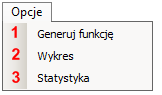 Opcje
1 Generuj funkcję
2 Wykres
3 Statystyka